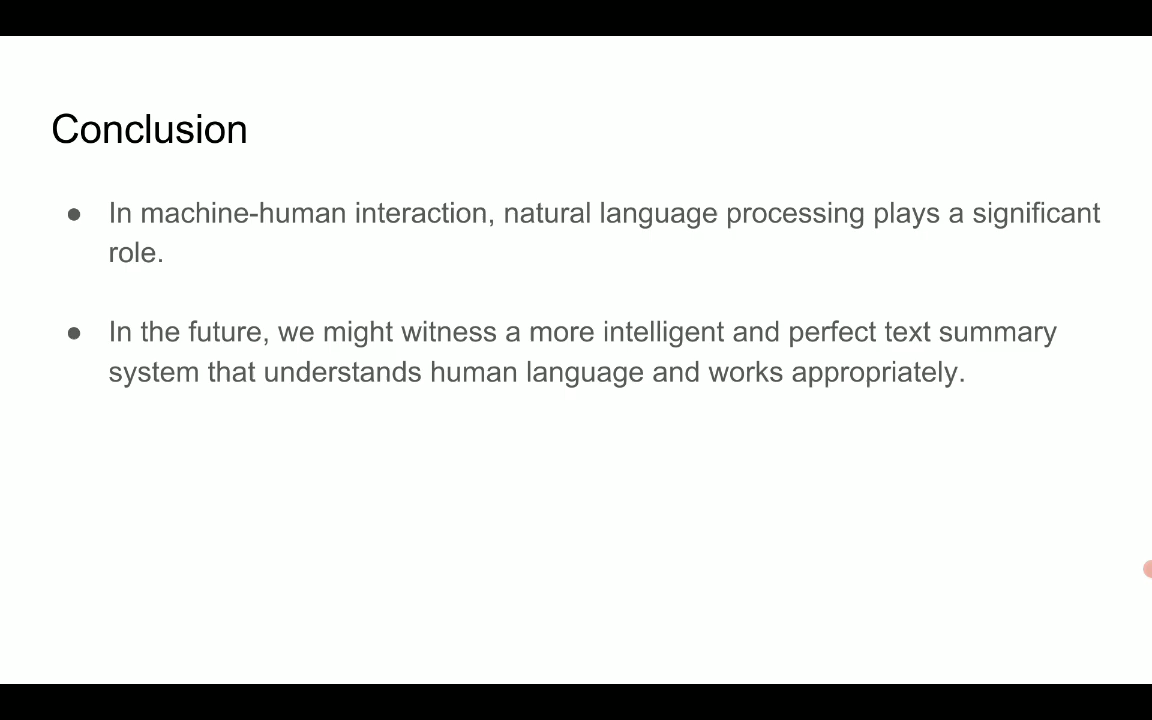 Conclusion
● In machine-human interaction, natural language processing plays a significant
role.
● In the future, we might witness a more intelligent and perfect text summary
system that understands human language and works appropriately.